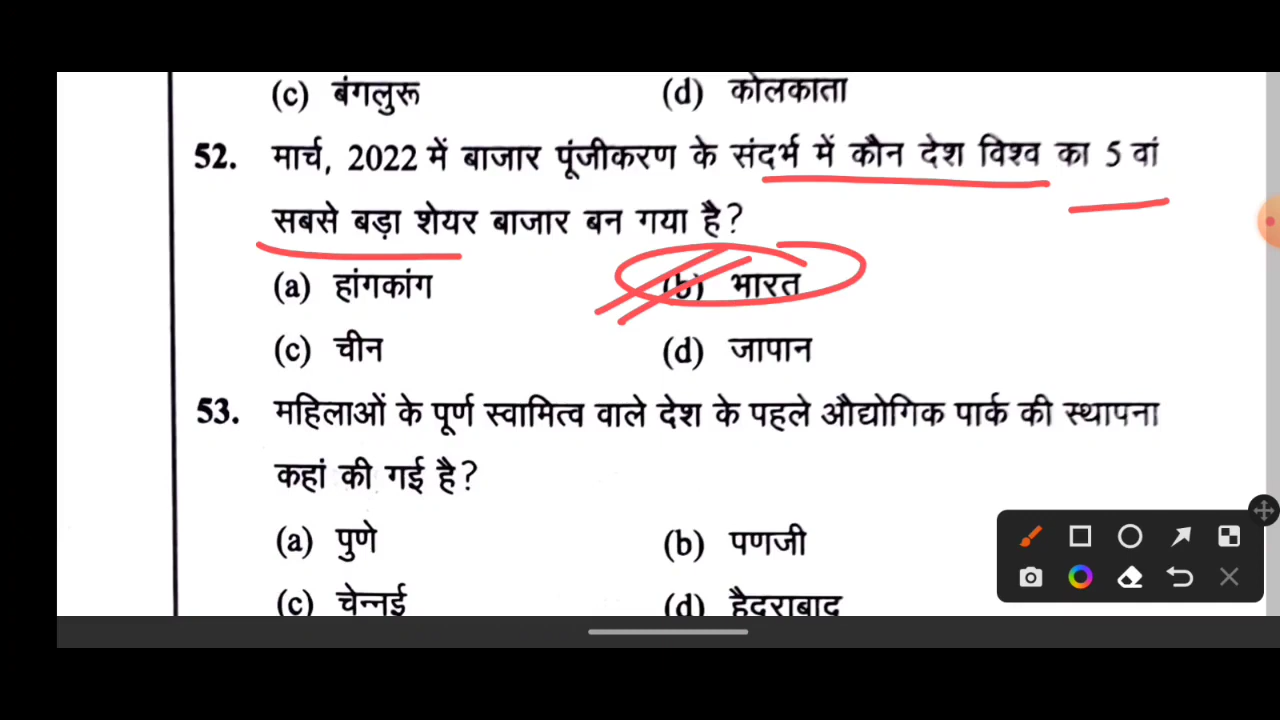 (c) बंगलुरू (d) कोलकाता
52. मार्च, 2022 में बाजार पूंजीकरण के संदर्भ में कौन देश विश्व का 5 वां
सबसे बड़ा शेयर बाजार बन गया है?
(a) हांगकांग (b) भारत
(c) चीन (d) जापान
53. महिलाओं के पूर्ण स्वामित्व वाले देश के पहले औद्योगिक पार्क की स्थापना
कहां की गई है?
(a) पुणे (b) पणजी
(c) चेन्नई (d) हैदराबाद